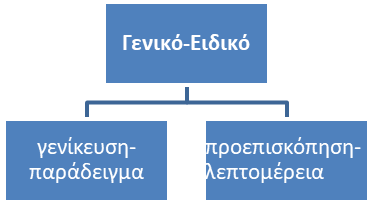 Γενικό-Ειδικό
γενίκευση-
παράδειγμα
προεπισκόπηση-
λεπτομέρεια